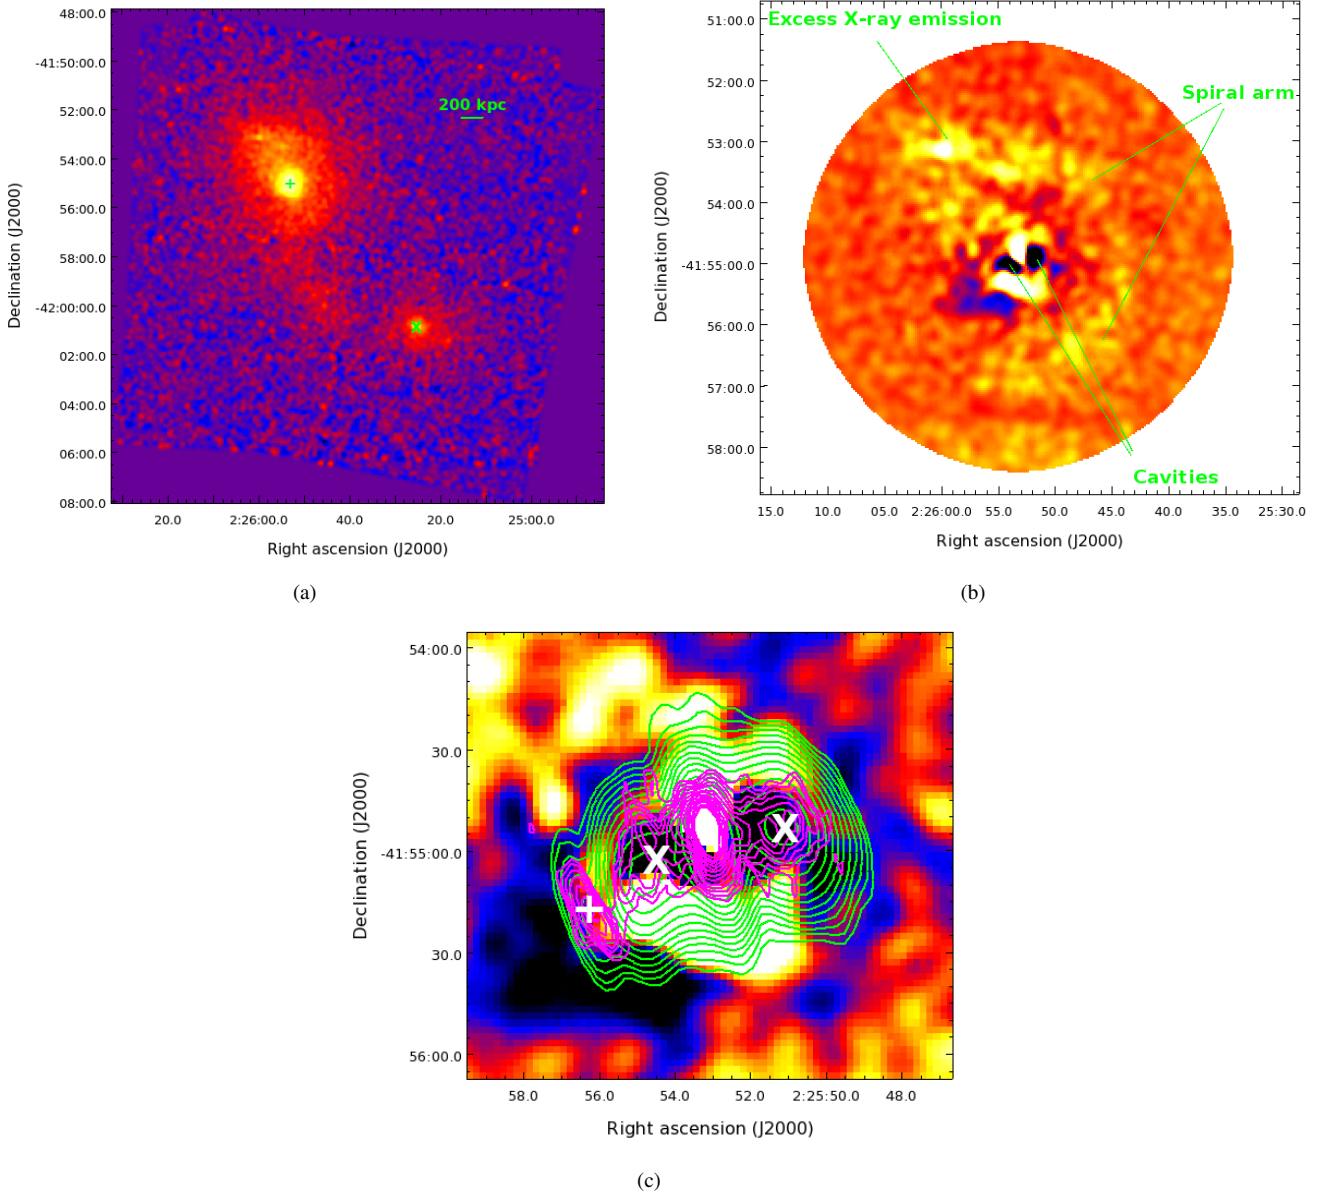 48:00.0
-41:50:00.0
52:00.0
54:00.0
56:00.0
58:00.0
-42:00:00.0
02:00.0
04:00.0
06:00.0
08:00.0
Declination (J2000)
200 kpc
+
x
20.0 2:26:00.0 40.0 20.0 25:00.0
Right ascension (J2000)
(a)
51:00.0
52:00.0
53:00.0
54:00.0
-41:55:00.0
56:00.0
57:00.0
58:00.0
Declination (J2000)
Excess X-ray emission
Spiral arm
Cavities
15.0 10.0 05.0 2:26:00.0 55.0 50.0 45.0 40.0 35.0 25:30.0
Right ascension (J2000)
(b)
54:00.0
30.0
-41:55:00.0
30.0
56:00.0
Declination (J2000)
X
X
+
58.0 56.0 54.0 52.0 2:25:50.0 48.0
Right ascension (J2000)
(c)